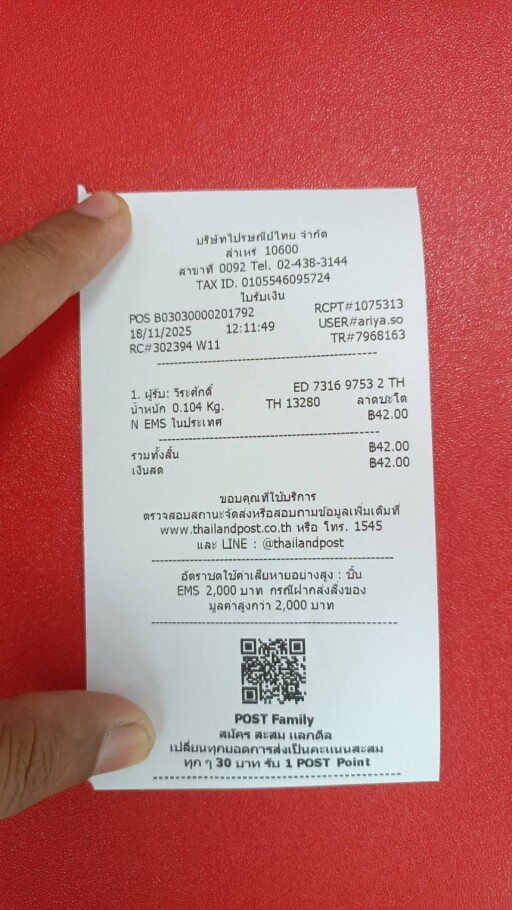 บริษัทไปรษณีย์ไทย จำกัด
สำเหร่ 10600
สาขาที่ 0092 Tel. 02-438-3144
TAX ID. 0105546095724
ใบรับเงิน
POS B03030000201792 RCPT#1075313
18/11/2025 12:11:49 USER#ariya.so
RC#302394 W11 TR#7968163
1. ผู้รับ: วีระศักดิ์ ED 7316 9753 2 TH
น้ำหนัก 0.104 Kg. TH 13280 ลาดบะโด
N EMS ในประเทศ ฿42.00
รวมทั้งสิ้น ฿42.00
เงินสด ฿42.00
ขอบคุณที่ใช้บริการ
ตรวจสอบสถานะจัดส่งหรือสอบถามข้อมูลเพิ่มเติมที่
www.thailandpost.co.th หรือ โทร. 1545
และ LINE : @thailandpost
อัตราชดใช้ค่าเสียหายอย่างสูง : ชิ้น
EMS 2,000 บาท กรณีฝากส่งสิ่งของ
มูลค่าสูงกว่า 2,000 บาท
POST Family
สมัคร สะสม แลกดีล
เปลี่ยนทุกยอดการส่งเป็นคะแนนสะสม
ทุก ๆ 30 บาท รับ 1 POST Point